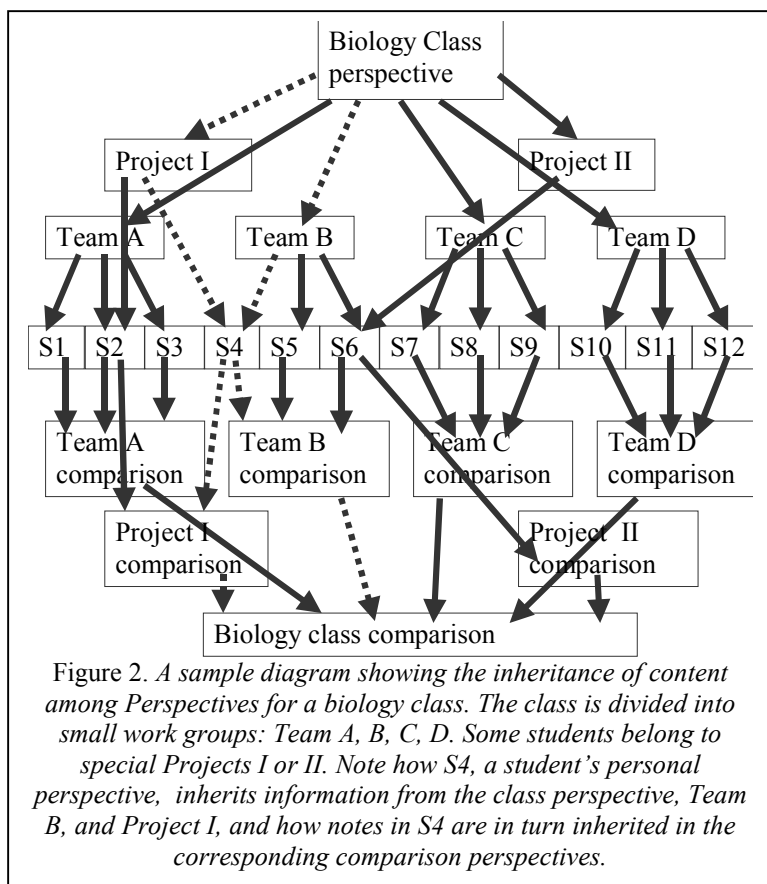 Biology Class
perspective
Project I
Project II
Team A
Team B
Team C
Team D
S1 S2 S3 S4 S5 S6 S7 S8 S9 S10 S11 S12
Team A
comparison
Team B
comparison
Team C
comparison
Team D
comparison
Project I
comparison
Project II
comparison
Biology class comparison
Figure 2. A sample diagram showing the inheritance of content
among Perspectives for a biology class. The class is divided into
small work groups: Team A, B, C, D. Some students belong to
special Projects I or II. Note how S4, a student’s personal
perspective, inherits information from the class perspective, Team
B, and Project I, and how notes in S4 are in turn inherited in the
corresponding comparison perspectives.